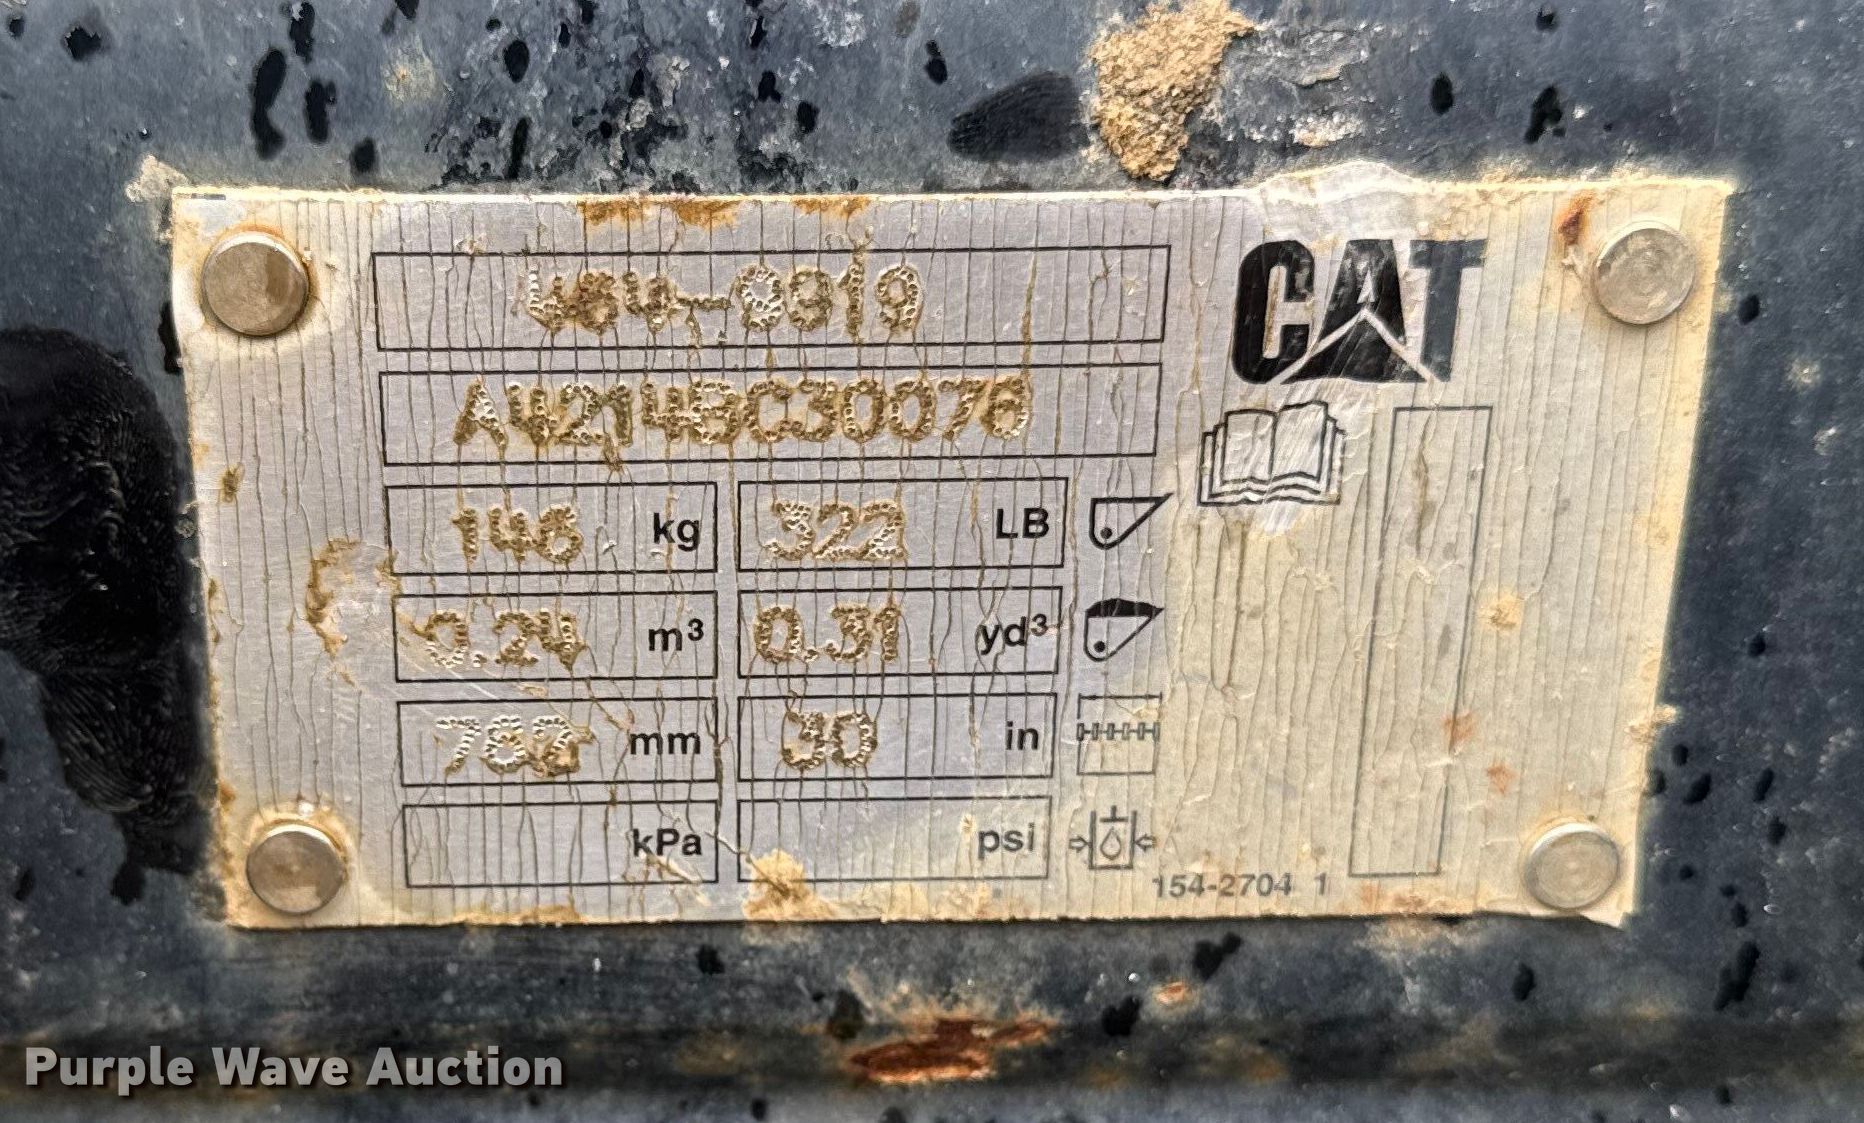 CAT
464-0919
A42148C30076
146 kg 322 LB
0.24 m³ 0.31 yd³
762 mm 30 in
kPa psi
154-2704 1
Purple Wave Auction